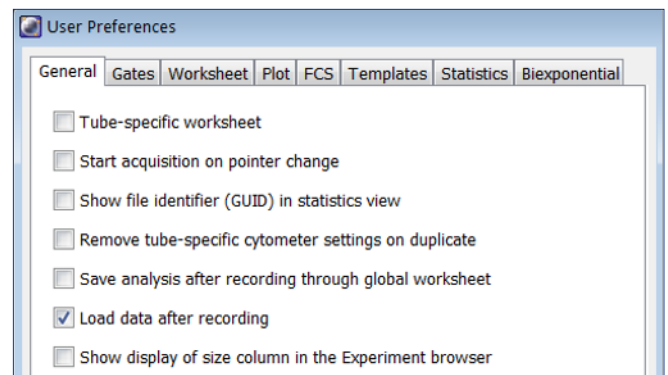 User Preferences
General Gates Worksheet Plot FCS Templates Statistics Biexponential
Tube-specific worksheet
Start acquisition on pointer change
Show file identifier (GUID) in statistics view
Remove tube-specific cytometer settings on duplicate
Save analysis after recording through global worksheet
Load data after recording
Show display of size column in the Experiment browser